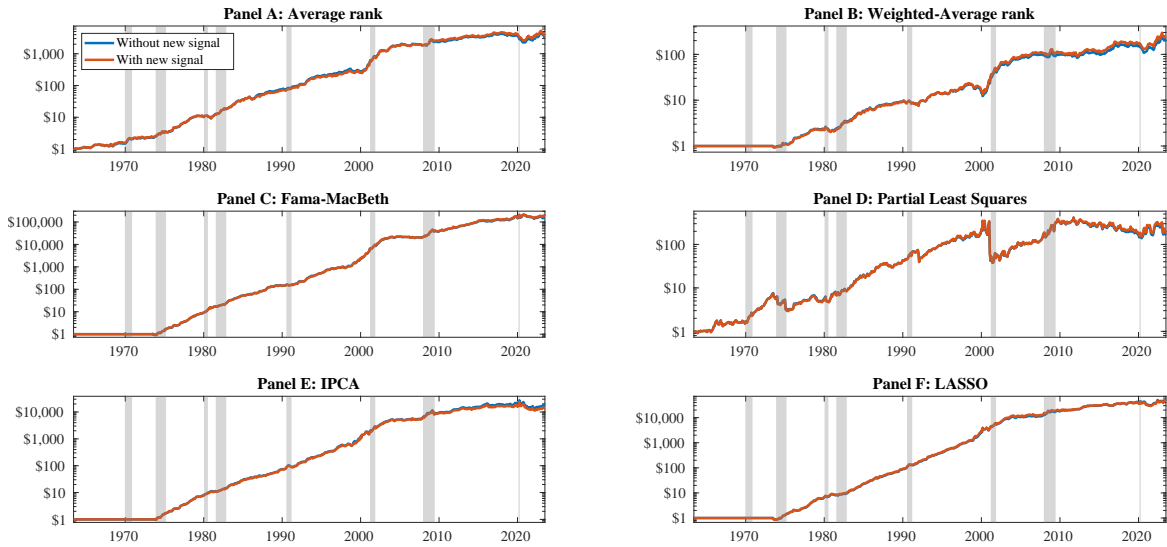 Panel A: Average rank
$1,000
$100
$10
$1
Without new signal
With new signal
1970 1980 1990 2000 2010 2020
Panel B: Weighted-Average rank
$100
$10
$1
1970 1980 1990 2000 2010 2020
Panel C: Fama-MacBeth
$100,000
$10,000
$1,000
$100
$10
$1
1970 1980 1990 2000 2010 2020
Panel D: Partial Least Squares
$100
$10
$1
1970 1980 1990 2000 2010 2020
Panel E: IPCA
$10,000
$1,000
$100
$10
$1
1970 1980 1990 2000 2010 2020
Panel F: LASSO
$10,000
$1,000
$100
$10
$1
1970 1980 1990 2000 2010 2020